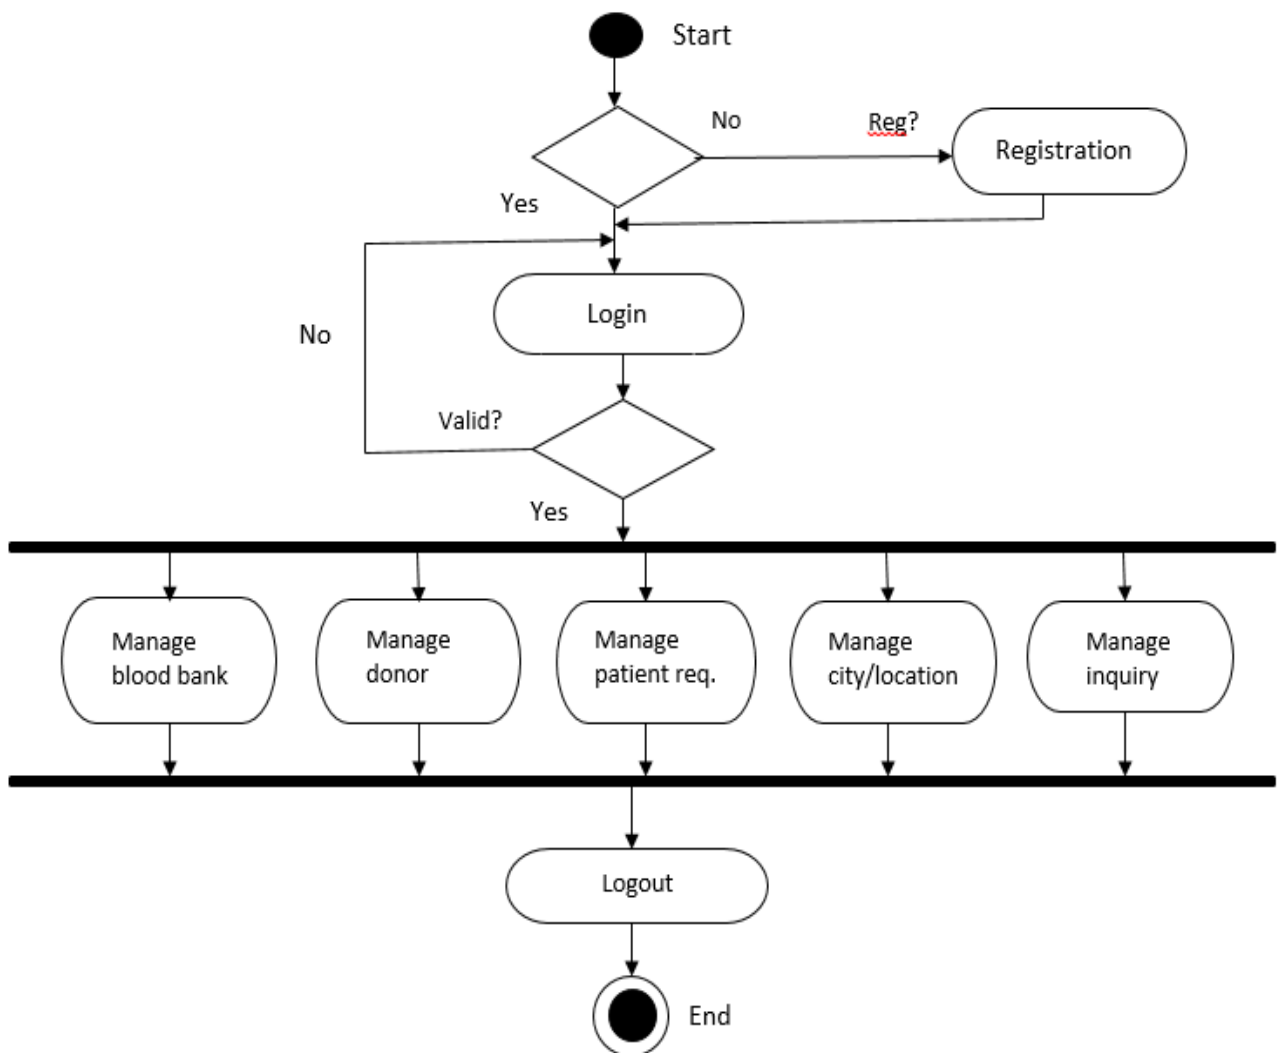 Start
No
Reg?
Registration
Yes
Login
No
Valid?
Yes
Manage
blood bank
Manage
donor
Manage
patient req.
Manage
city/location
Manage
inquiry
Logout
End